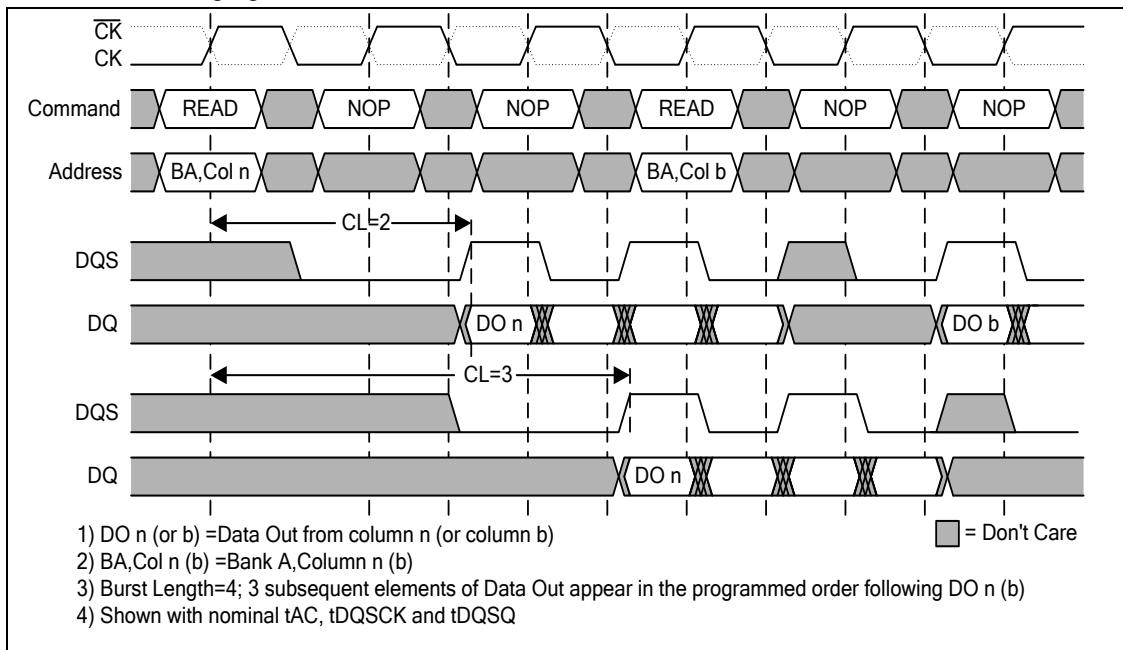 CK
CK
Command READ NOP NOP READ NOP NOP
Address BA,Col n BA,Col b
CL=2
DQS
DQ DO n DO b
CL=3
DQS
DQ DO n
1) DO n (or b) =Data Out from column n (or column b)
= Don't Care
2) BA,Col n (b) =Bank A,Column n (b)
3) Burst Length=4; 3 subsequent elements of Data Out appear in the programmed order following DO n (b)
4) Shown with nominal tAC, tDQSCK and tDQSQ